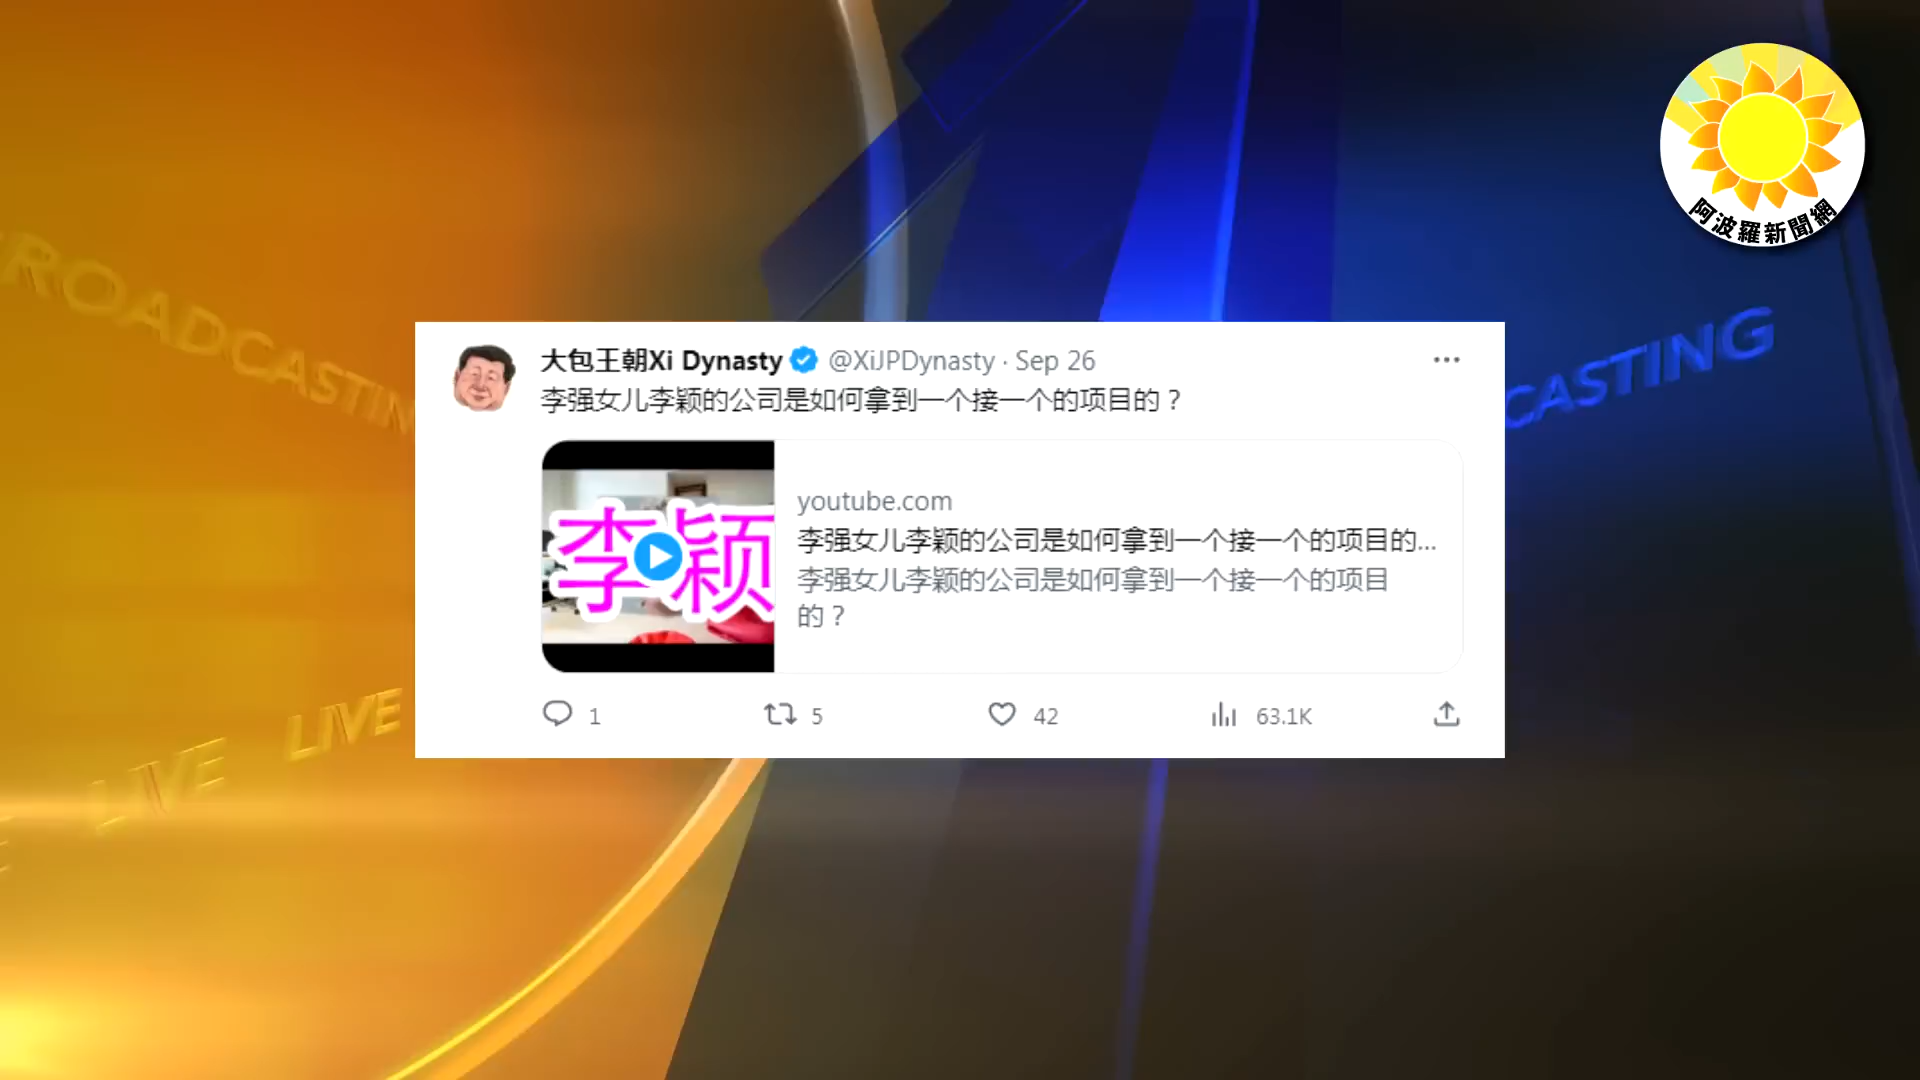 阿波羅新聞網
ROADCASTIN
CASTING
大包王朝Xi Dynasty @XiJPDynasty · Sep 26
李强女儿李颖的公司是如何拿到一个接一个的项目的？
李颖
youtube.com
李强女儿李颖的公司是如何拿到一个接一个的项目的...
李强女儿李颖的公司是如何拿到一个接一个的项目
的？
1 5 42 63.1K
LIVE
LIVE